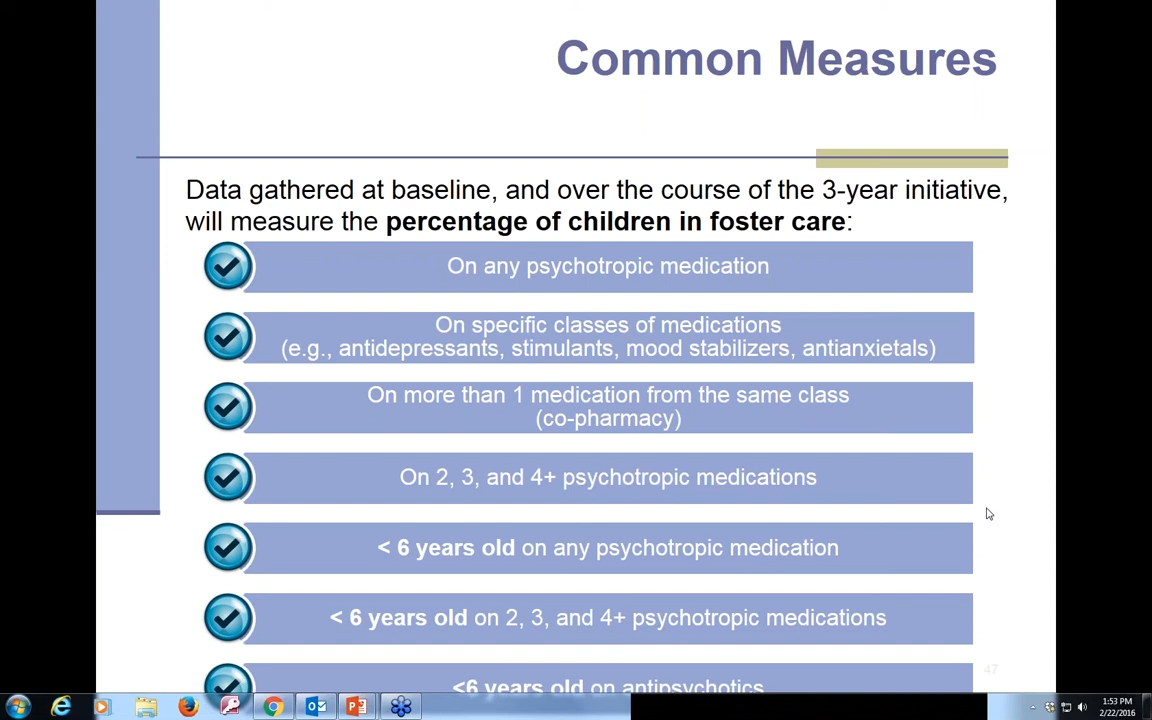 Common Measures
Data gathered at baseline, and over the course of the 3-year initiative,
will measure the percentage of children in foster care:
On any psychotropic medication
On specific classes of medications
(e.g., antidepressants, stimulants, mood stabilizers, antianxietals)
On more than 1 medication from the same class
(co-pharmacy)
On 2, 3, and 4+ psychotropic medications
< 6 years old on any psychotropic medication
< 6 years old on 2, 3, and 4+ psychotropic medications
47
<6 years old on antipsychotics
1:53 PM
2/22/2016